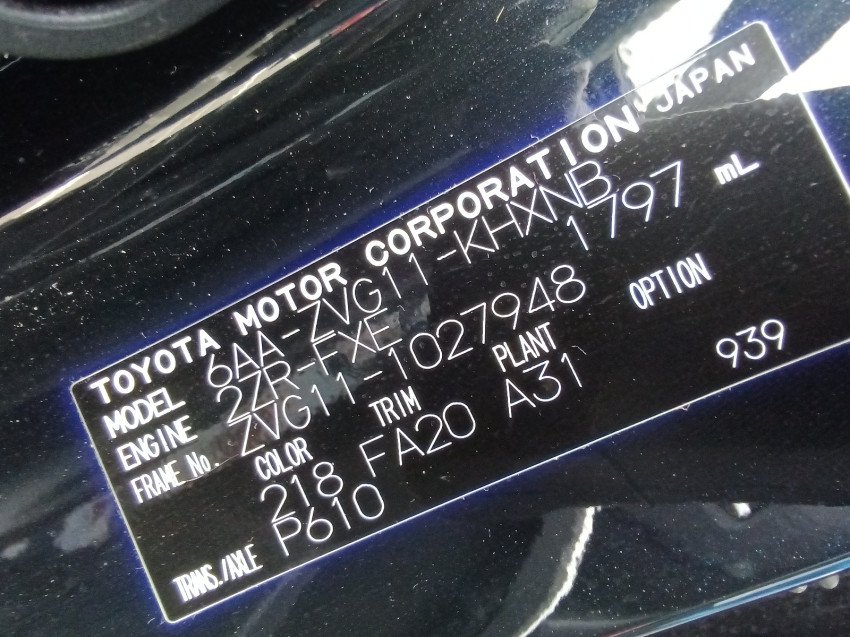 TOYOTA MOTOR CORPORATION JAPAN
MODEL 6AA-ZVG11-KHXNB
ENGINE 2ZR-FXE 1797 mL
FRAME No. ZVG11-1027948
COLOR TRIM PLANT OPTION
218 FA20 A31 939
TRANS./AXLE P610